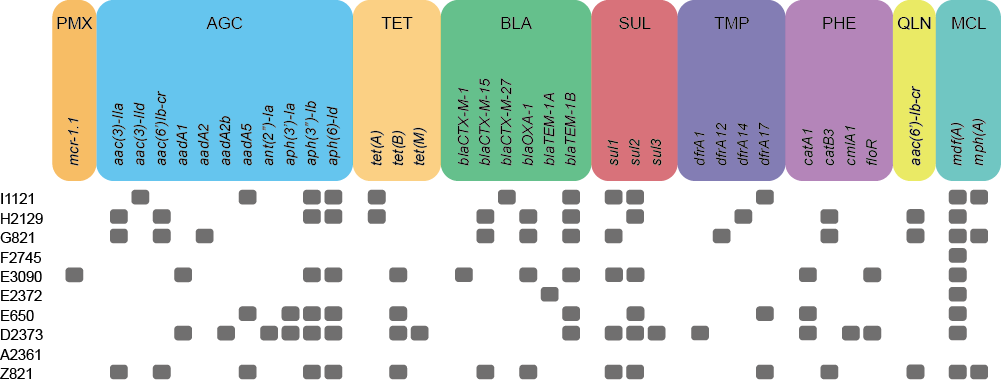 PMX AGC TET BLA SUL TMP PHE QLN MCL
mcr-1.1
aac(3)-IIa
aac(3)-IId
aac(6')Ib-cr
aadA1
aadA2
aadA2b
aadA5
ant(2")-Ia
aph(3')-Ia
aph(3")-Ib
aph(6)-Id
tet(A)
tet(B)
tet(M)
blaCTX-M-1
blaCTX-M-15
blaCTX-M-27
blaOXA-1
blaTEM-1A
blaTEM-1B
sul1
sul2
sul3
dfrA1
dfrA12
dfrA14
dfrA17
catA1
catB3
cmlA1
floR
aac(6')-Ib-cr
mdf(A)
mph(A)
I1121
H2129
G821
F2745
E3090
E2372
E650
D2373
A2361
Z821